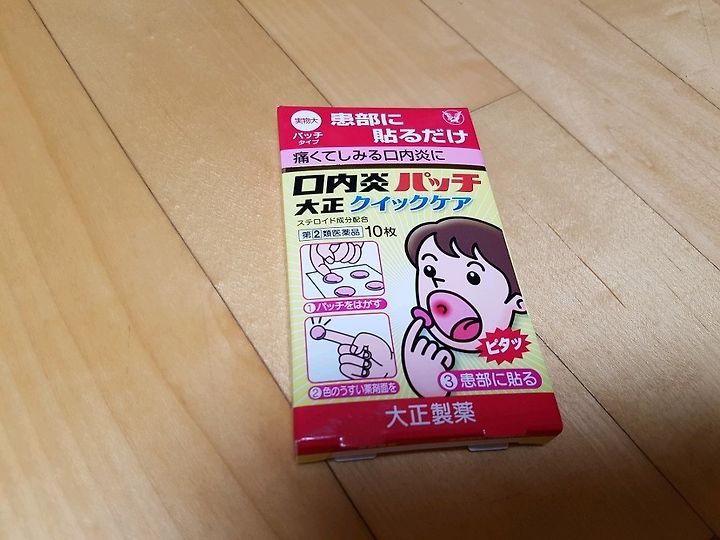 実物大
パッチ
タイプ
患部に
貼るだけ
痛くてしみる口内炎に
口内炎 パッチ
大正 クイックケア
ステロイド成分配合
指定第②類医薬品 10枚
①パッチをはがす
②色のうすい薬剤面を
ピタッ
③患部に貼る
大正製薬